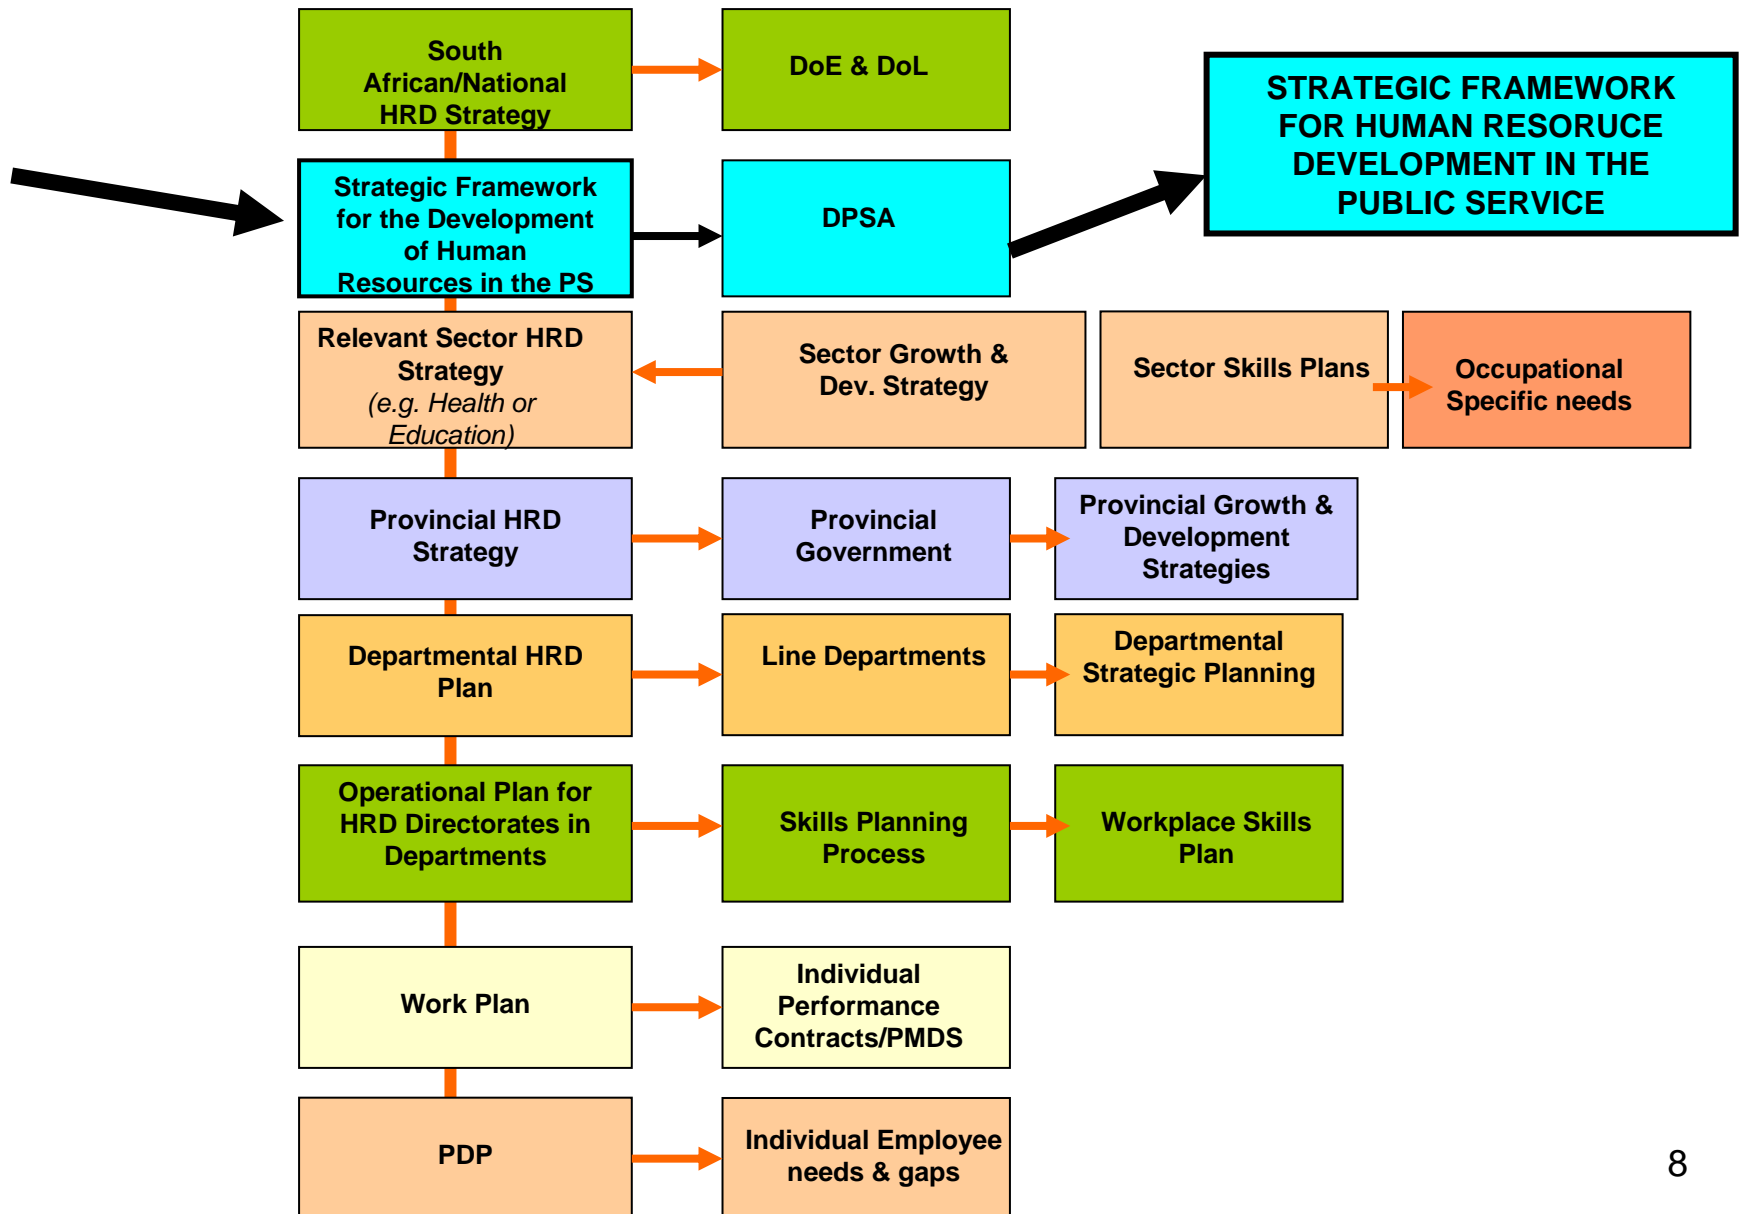 South
African/National
HRD Strategy
DoE & DoL
STRATEGIC FRAMEWORK
FOR HUMAN RESORUCE
DEVELOPMENT IN THE
PUBLIC SERVICE
Strategic Framework
for the Development
of Human
Resources in the PS
DPSA
Relevant Sector HRD
Strategy
(e.g. Health or
Education)
Sector Growth &
Dev. Strategy
Sector Skills Plans
Occupational
Specific needs
Provincial HRD
Strategy
Provincial
Government
Provincial Growth &
Development
Strategies
Departmental HRD
Plan
Line Departments
Departmental
Strategic Planning
Operational Plan for
HRD Directorates in
Departments
Skills Planning
Process
Workplace Skills
Plan
Work Plan
Individual
Performance
Contracts/PMDS
PDP
Individual Employee
needs & gaps
8